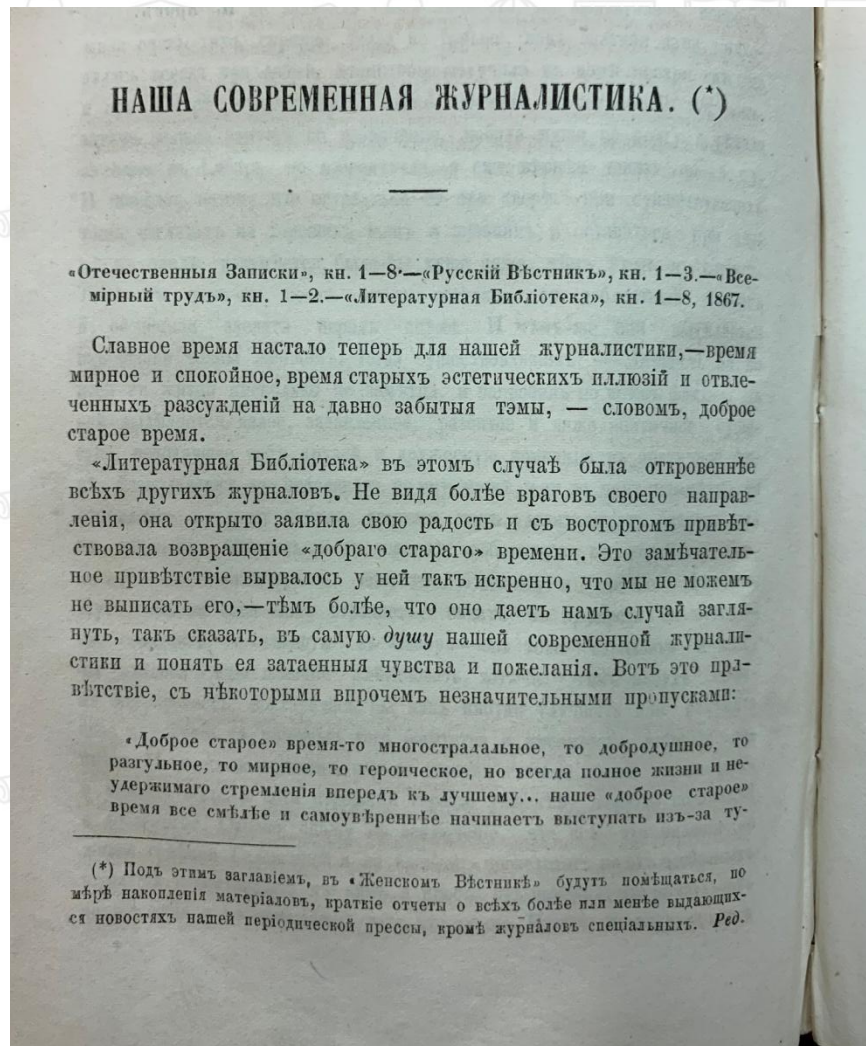 НАША СОВРЕМЕННАЯ ЖУРНАЛИСТИКА. (*)
«Отечественныя Записки», кн. 1—8·—«Русскій Вѣстникъ», кн. 1—3.—«Все-
мірный трудъ», кн. 1—2.—«Литературная Библіотека», кн. 1—8, 1867.
Славное время настало теперь для нашей журналистики,—время
мирное и спокойное, время старыхъ эстетическихъ иллюзій и отвле-
ченныхъ разсужденій на давно забытыя тэмы, — словомъ, доброе
старое время.
«Литературная Библіотека» въ этомъ случаѣ была откровеннѣе
всѣхъ другихъ журналовъ. Не видя болѣе враговъ своего направ-
ленія, она открыто заявила свою радость и съ восторгомъ привѣт-
ствовала возвращеніе «добраго стараго» времени. Это замѣчатель-
ное привѣтствіе вырвалось у ней такъ искренно, что мы не можемъ
не выписать его,—тѣмъ болѣе, что оно даетъ намъ случай загля-
нуть, такъ сказать, въ самую душу нашей современной журнали-
стики и понять ея затаенныя чувства и пожеланія. Вотъ это при-
вѣтствіе, съ нѣкоторыми впрочемъ незначительными пропусками:
«Доброе старое» время-то многострадальное, то добродушное, то
разгульное, то мирное, то героическое, но всегда полное жизни и не-
удержимаго стремленія впередъ къ лучшему... наше «доброе старое»
время все смѣлѣе и самоувѣреннѣе начинаетъ выступать изъ-за ту-
(*) Подъ этимъ заглавіемъ, въ «Женскомъ Вѣстникѣ» будутъ помѣщаться, по
мѣрѣ накопленія матеріаловъ, краткіе отчеты о всѣхъ болѣе или менѣе выдающих-
ся новостяхъ нашей періодической прессы, кромѣ журналовъ спеціальныхъ. Ред.